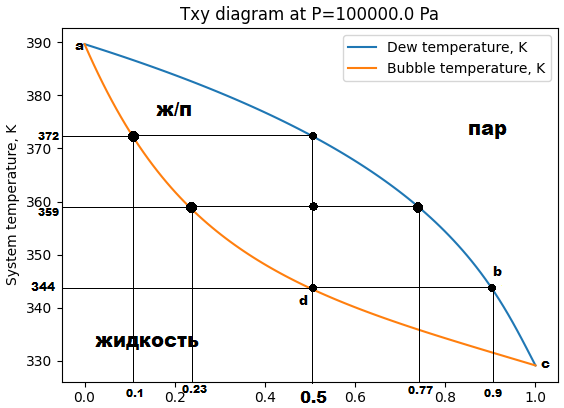 Txy diagram at P=100000.0 Pa
Dew temperature, K
Bubble temperature, K
System temperature, K
390
380
372
370
360
359
350
344
340
330
a
ж/п
пар
b
d
жидкость
c
0.0
0.1
0.2
0.23
0.4
0.5
0.6
0.77
0.8
0.9
1.0